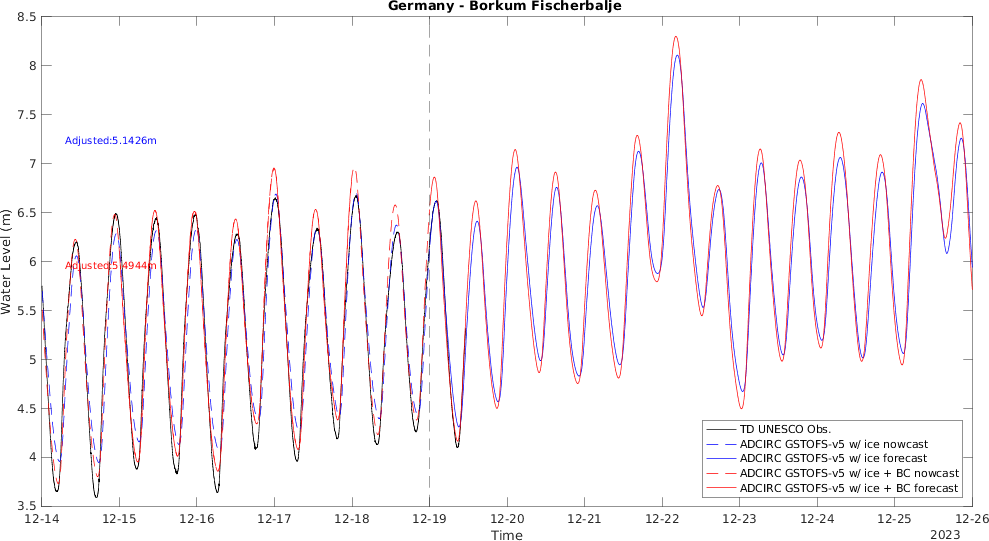 Germany - Borkum Fischerbalje
8.5
8
7.5
7
6.5
6
5.5
5
4.5
4
3.5
Water Level (m)
Adjusted:5.1426m
Adjusted:5.4944m
TD UNESCO Obs.
ADCIRC GSTOFS-v5 w/ ice nowcast
ADCIRC GSTOFS-v5 w/ ice forecast
ADCIRC GSTOFS-v5 w/ ice + BC nowcast
ADCIRC GSTOFS-v5 w/ ice + BC forecast
12-14 12-15 12-16 12-17 12-18 12-19 12-20 12-21 12-22 12-23 12-24 12-25 12-26
Time
2023